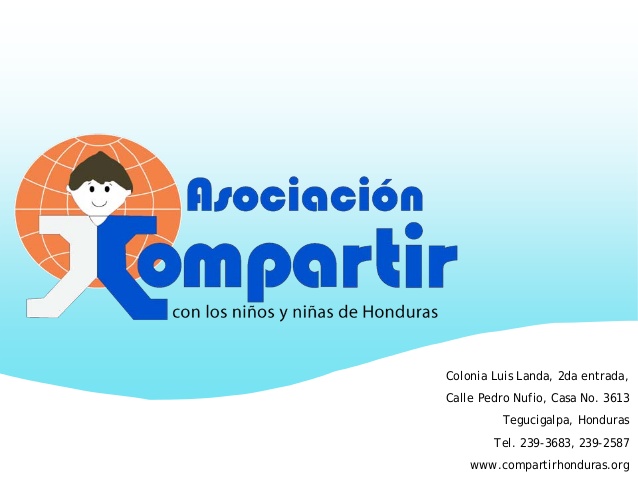 Asociación
Compartir
con los niños y niñas de Honduras
Colonia Luis Landa, 2da entrada,
Calle Pedro Nufio, Casa No. 3613
Tegucigalpa, Honduras
Tel. 239-3683, 239-2587
www.compartirhonduras.org